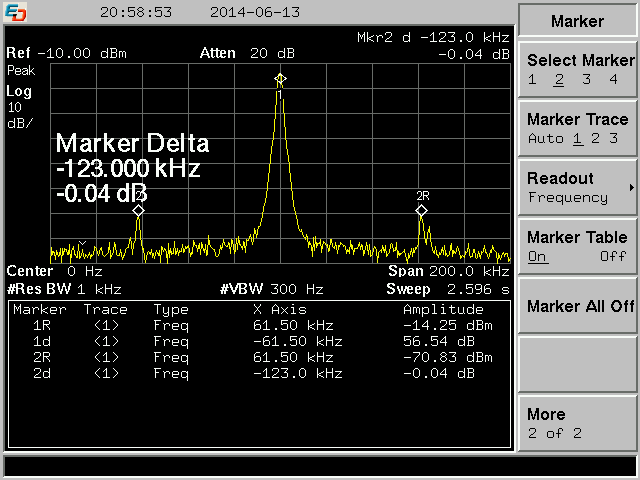 20:58:53 2014-06-13
Mkr2 d -123.0 kHz
Ref -10.00 dBm Atten 20 dB -0.04 dB
Peak
Log
10
dB/
Marker Delta
-123.000 kHz
-0.04 dB
2R
Center 0 Hz Span 200.0 kHz
#Res BW 1 kHz #VBW 300 Hz Sweep 2.596 s
Marker Trace Type X Axis Amplitude
1R <1> Freq 61.50 kHz -14.25 dBm
1d <1> Freq -61.50 kHz 56.54 dB
2R <1> Freq 61.50 kHz -70.83 dBm
2d <1> Freq -123.0 kHz -0.04 dB
Marker
Select Marker
1 2 3 4
Marker Trace
Auto 1 2 3
Readout
Frequency
Marker Table
On Off
Marker All Off
More
2 of 2